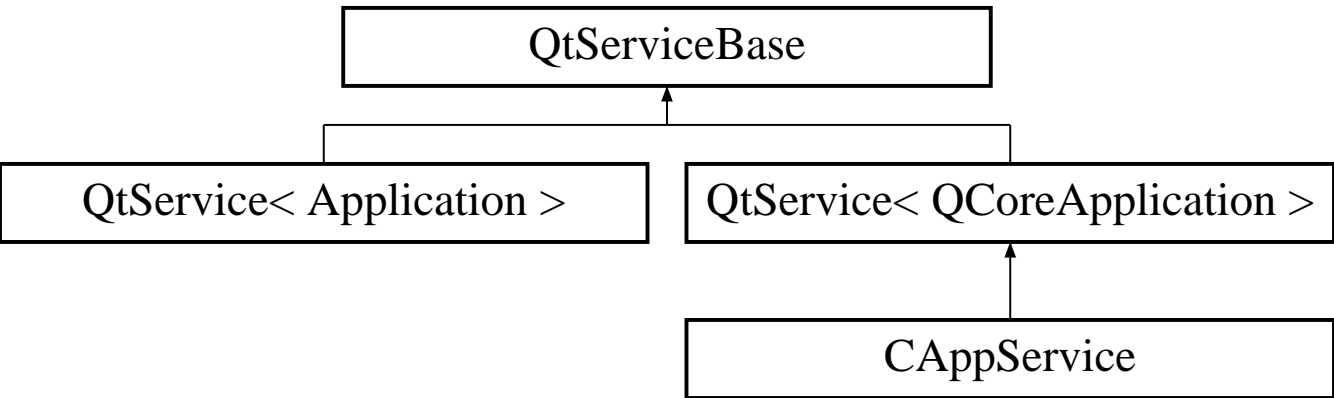 QtServiceBase
QtService< Application >
QtService< QCoreApplication >
CAppService